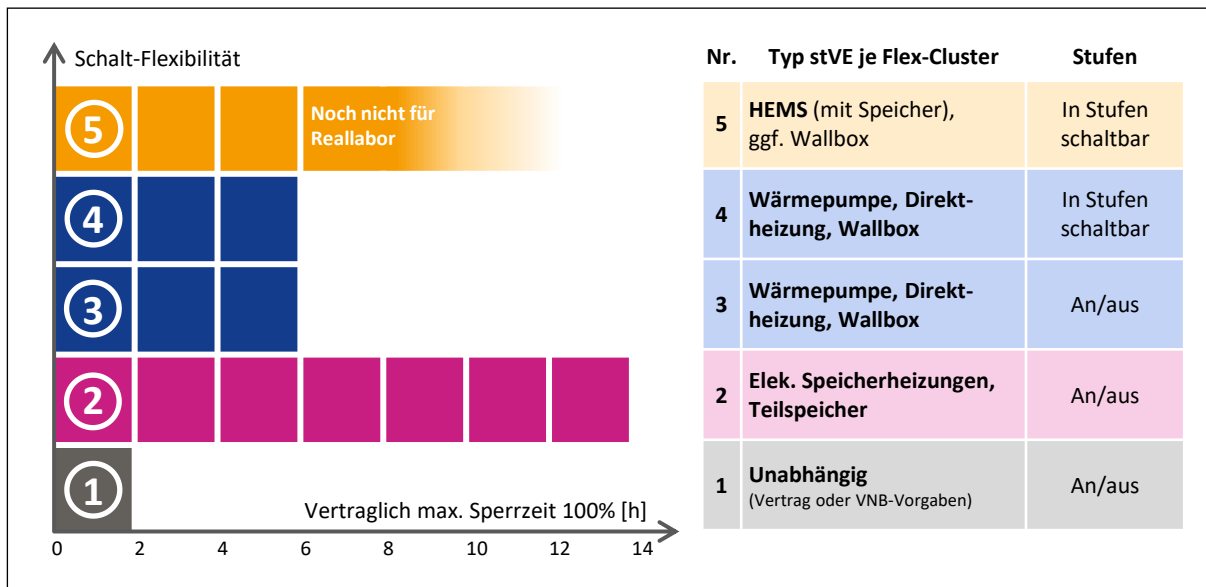 Schalt-Flexibilität
5
Noch nicht für
Reallabor
4
3
2
1
Vertraglich max. Sperrzeit 100% [h]
0 2 4 6 8 10 12 14
Nr. Typ stVE je Flex-Cluster Stufen
5 HEMS (mit Speicher), ggf. Wallbox In Stufen schaltbar
4 Wärmepumpe, Direkt-
heizung, Wallbox In Stufen schaltbar
3 Wärmepumpe, Direkt-
heizung, Wallbox An/aus
2 Elek. Speicherheizungen,
Teilspeicher An/aus
1 Unabhängig
(Vertrag oder VNB-Vorgaben) An/aus